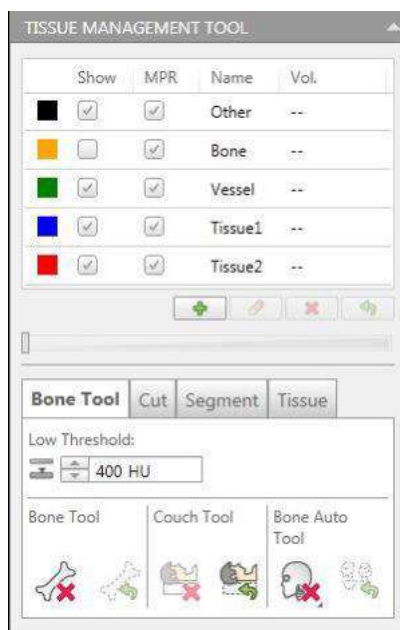 TISSUE MANAGEMENT TOOL
Show MPR Name Vol.
Other --
Bone --
Vessel --
Tissue1 --
Tissue2 --
Bone Tool Cut Segment Tissue
Low Threshold:
400 HU
Bone Tool Couch Tool Bone Auto
Tool